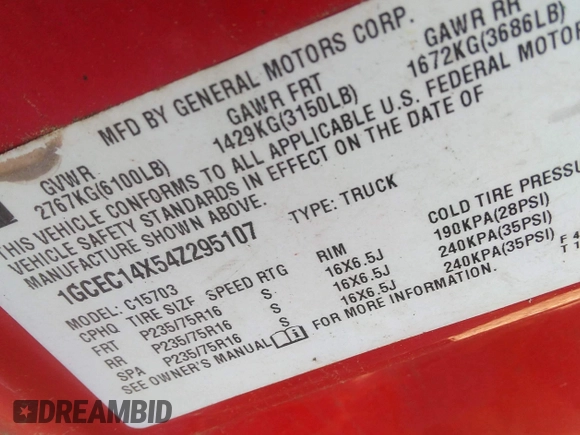 MFD BY GENERAL MOTORS CORP.
GVWR GAWR FRT GAWR RR
2767KG(6100LB) 1429KG(3150LB) 1672KG(3686LB)
THIS VEHICLE CONFORMS TO ALL APPLICABLE U.S. FEDERAL MOTOR
VEHICLE SAFETY STANDARDS IN EFFECT ON THE DATE OF
MANUFACTURE SHOWN ABOVE.
1GCEC14X54Z295107 TYPE: TRUCK
MODEL: C15703
CPHQ TIRE SIZE SPEED RTG RIM COLD TIRE PRESSU
FRT P235/75R16 S 16X6.5J 190KPA(28PSI)
RR P235/75R16 S 16X6.5J 240KPA(35PSI)
SPA P235/75R16 S 16X6.5J 240KPA(35PSI)
SEE OWNER'S MANUAL FOR MORE INFORMATION.
F 4
T 1
DREAMBID